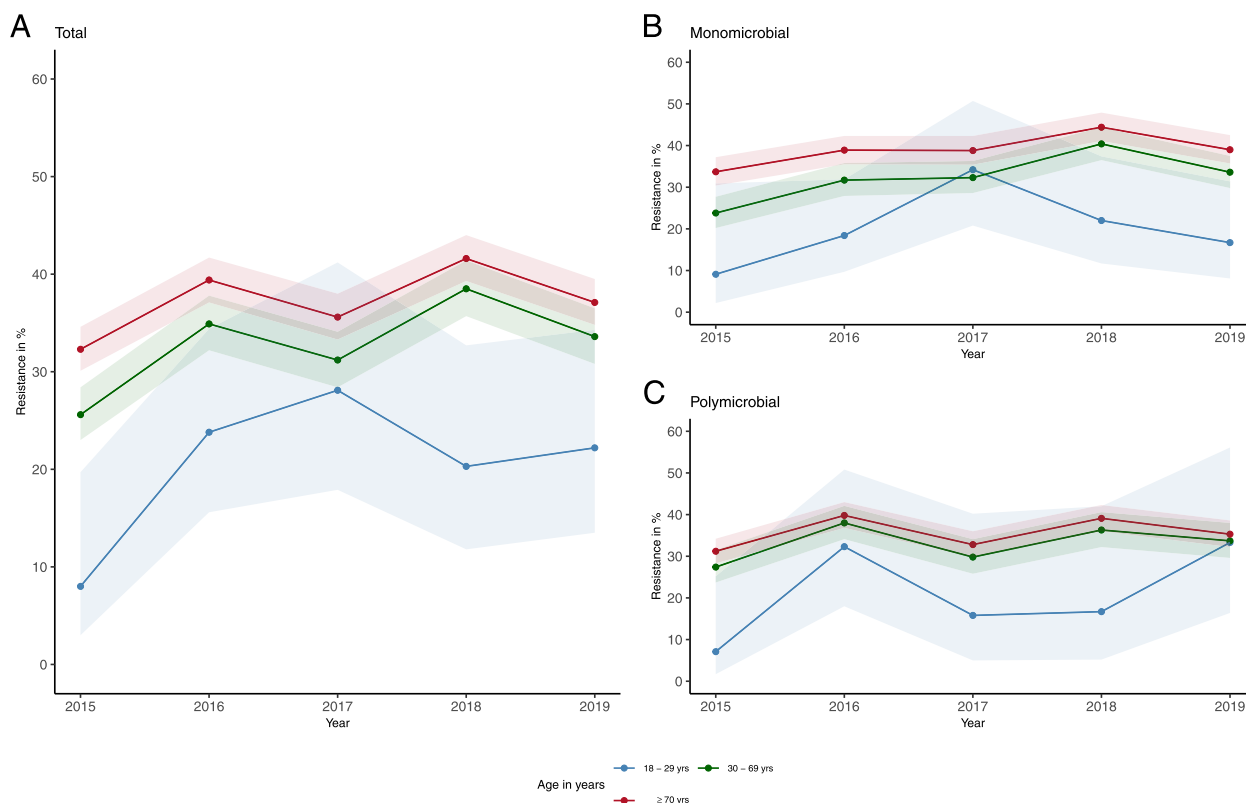 A
Total
60
50
40
30
20
10
0
Resistance in %
2015 2016 2017 2018 2019
Year
B
Monomicrobial
60
50
40
30
20
10
0
Resistance in %
2015 2016 2017 2018 2019
Year
C
Polymicrobial
60
50
40
30
20
10
0
Resistance in %
2015 2016 2017 2018 2019
Year
Age in years
18 – 29 yrs 30 – 69 yrs
≥ 70 yrs